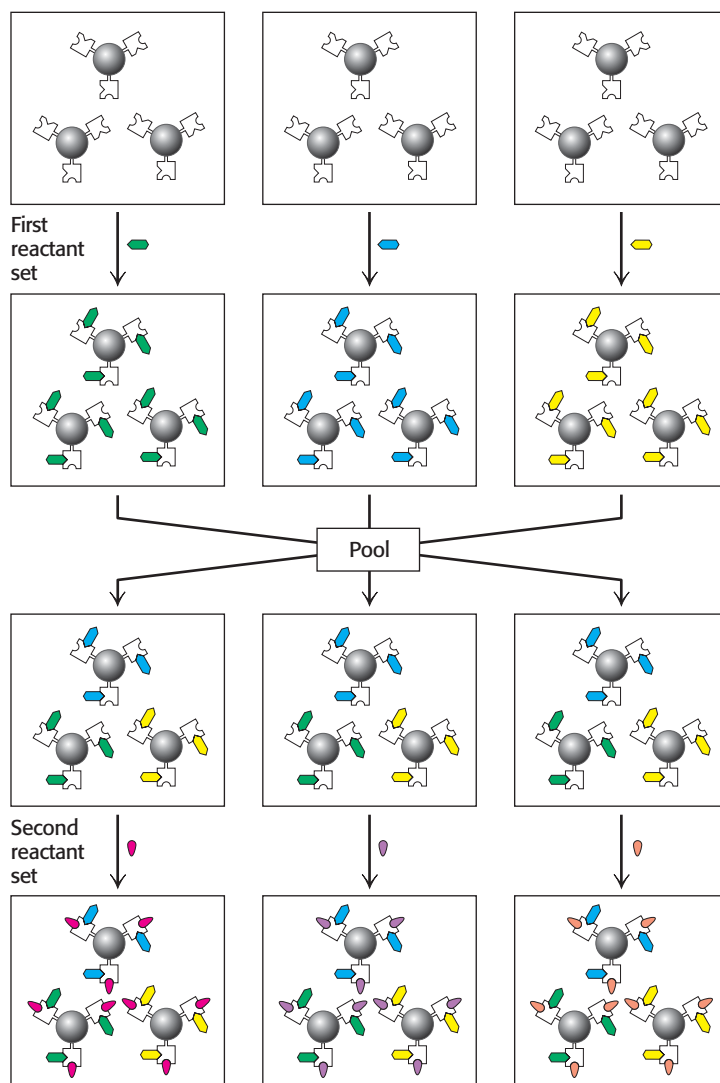 First
reactant
set
Pool
Second
reactant
set